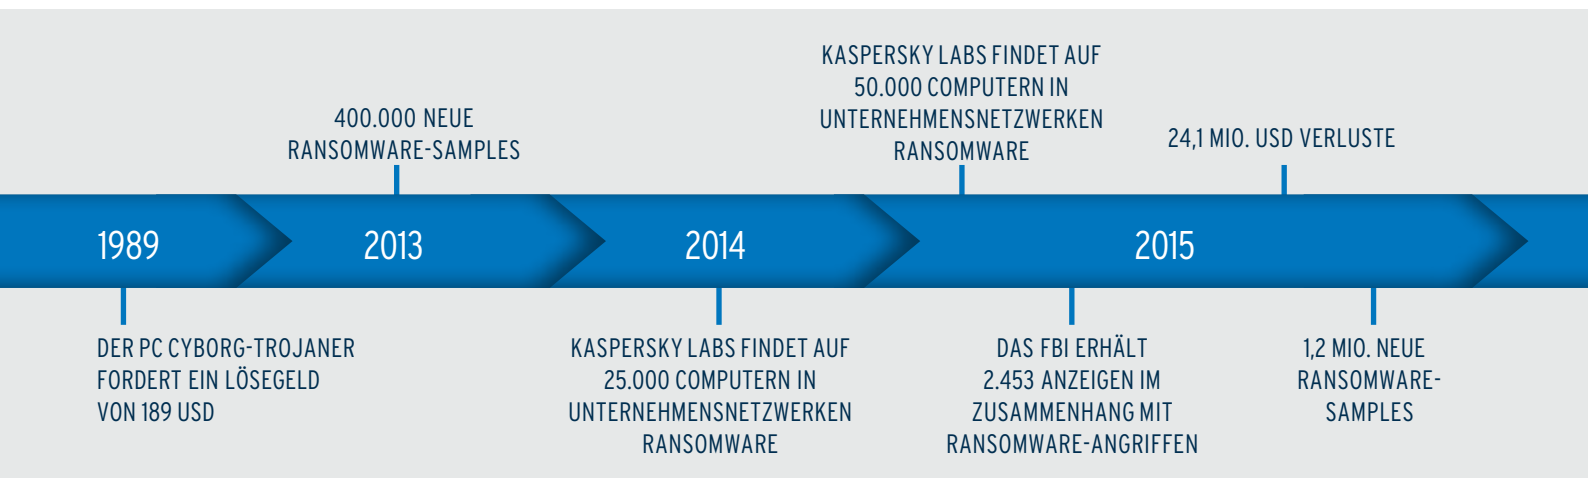 1989
DER PC CYBORG-TROJANER
FORDERT EIN LÖSEGELD
VON 189 USD
400.000 NEUE
RANSOMWARE-SAMPLES
2013
2014
KASPERSKY LABS FINDET AUF
25.000 COMPUTERN IN
UNTERNEHMENSNETZWERKEN
RANSOMWARE
KASPERSKY LABS FINDET AUF
50.000 COMPUTERN IN
UNTERNEHMENSNETZWERKEN
RANSOMWARE
24,1 MIO. USD VERLUSTE
2015
DAS FBI ERHÄLT
2.453 ANZEIGEN IM
ZUSAMMENHANG MIT
RANSOMWARE-ANGRIFFEN
1,2 MIO. NEUE
RANSOMWARE-
SAMPLES